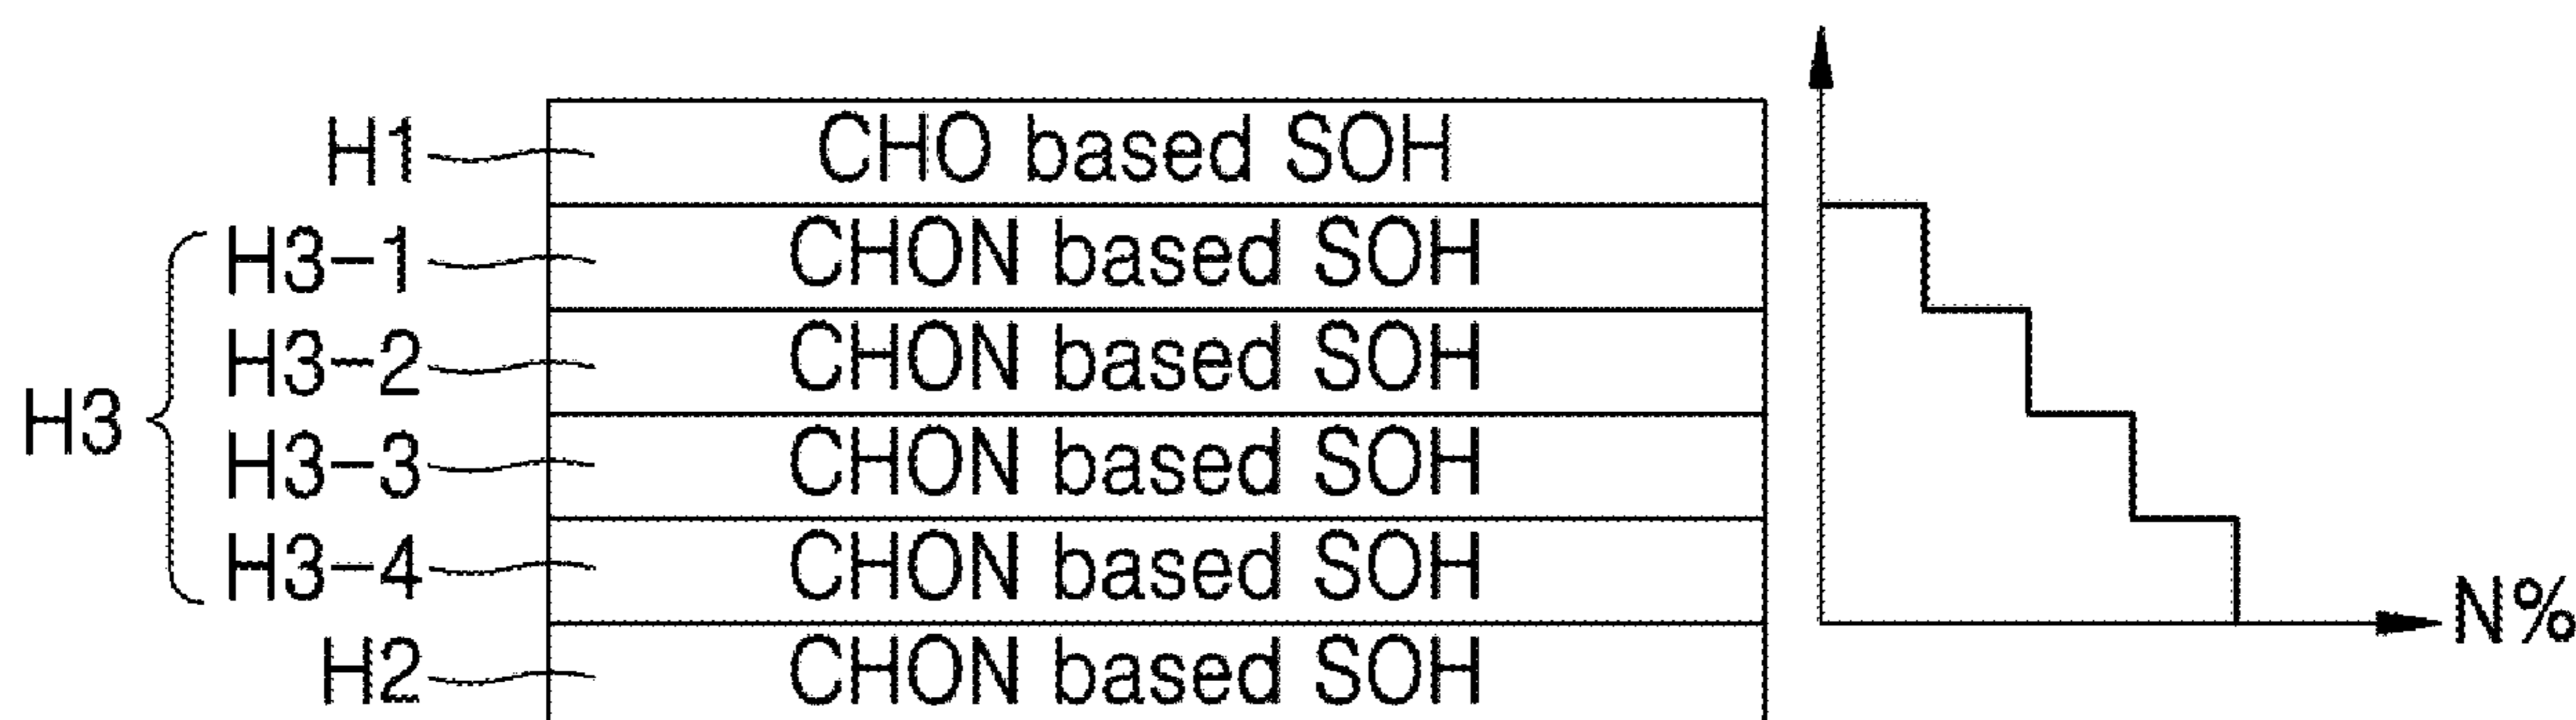 H1 CHO based SOH
H3-1 CHON based SOH
H3-2 CHON based SOH
H3
H3-3 CHON based SOH
H3-4 CHON based SOH
N%
H2 CHON based SOH